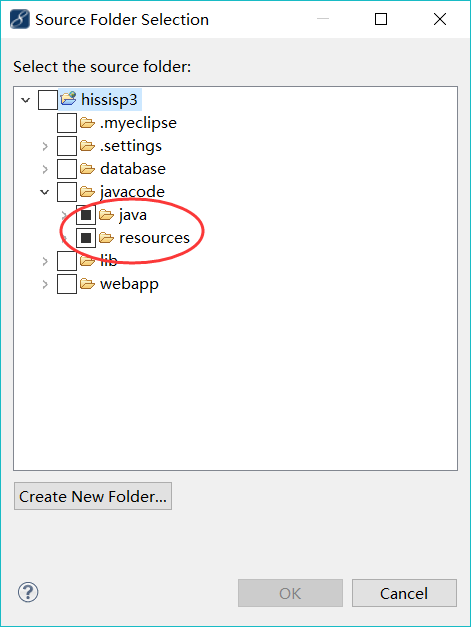 Source Folder Selection
Select the source folder:
hissisp3
.myeclipse
.settings
database
javacode
java
resources
lib
webapp
Create New Folder...
?
OK
Cancel